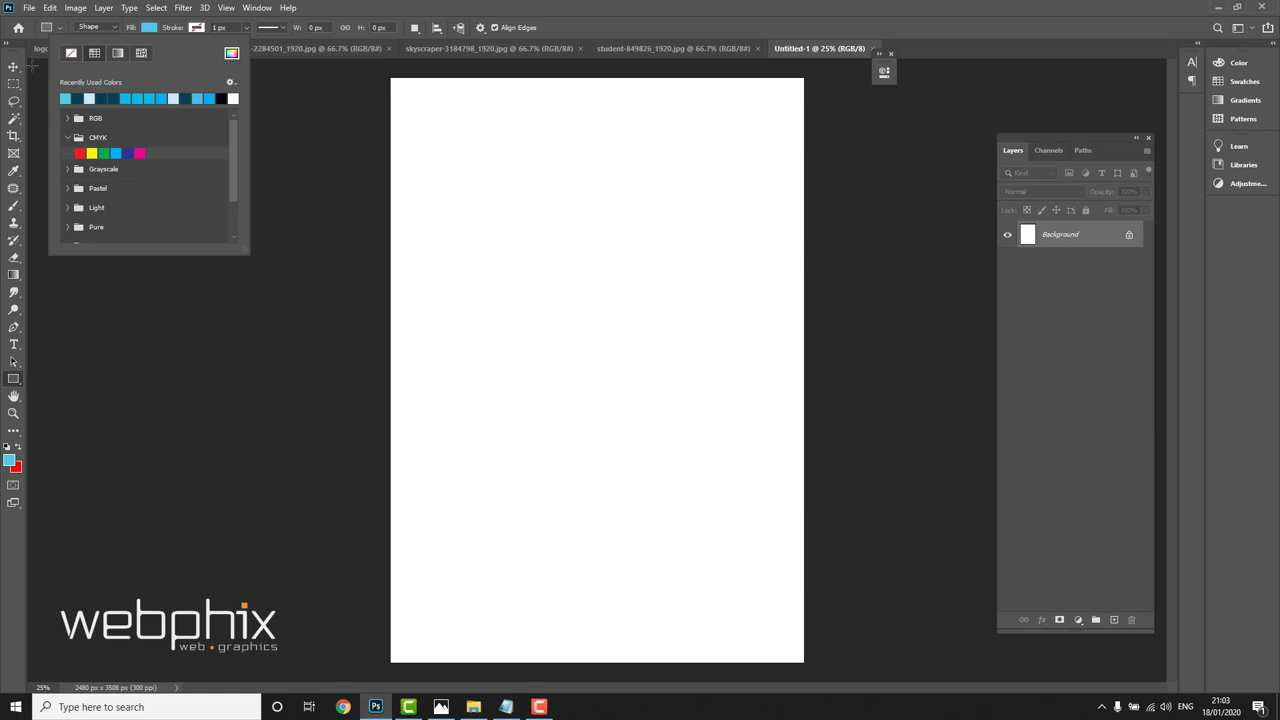 File Edit Image Layer Type Select Filter 3D View Window Help
Shape Fill: Stroke: 1 px W: 0 px H: 0 px Align Edges
logo -2284501_1920.jpg @ 66.7% (RGB/8#) × skyscraper-3184798_1920.jpg @ 66.7% (RGB/8#) × student-849826_1920.jpg @ 66.7% (RGB/8#) × Untitled-1 @ 25% (RGB/8)
Recently Used Colors
RGB
CMYK
Grayscale
Pastel
Light
Pure
Color
Swatches
Gradients
Patterns
Learn
Libraries
Adjustme...
Layers Channels Paths
Kind
Normal Opacity: 100%
Lock: Fill: 100%
Background
webphix
web graphics
25% 2480 px x 3508 px (300 ppi)
Type here to search
ENG
21:03
18/01/2020